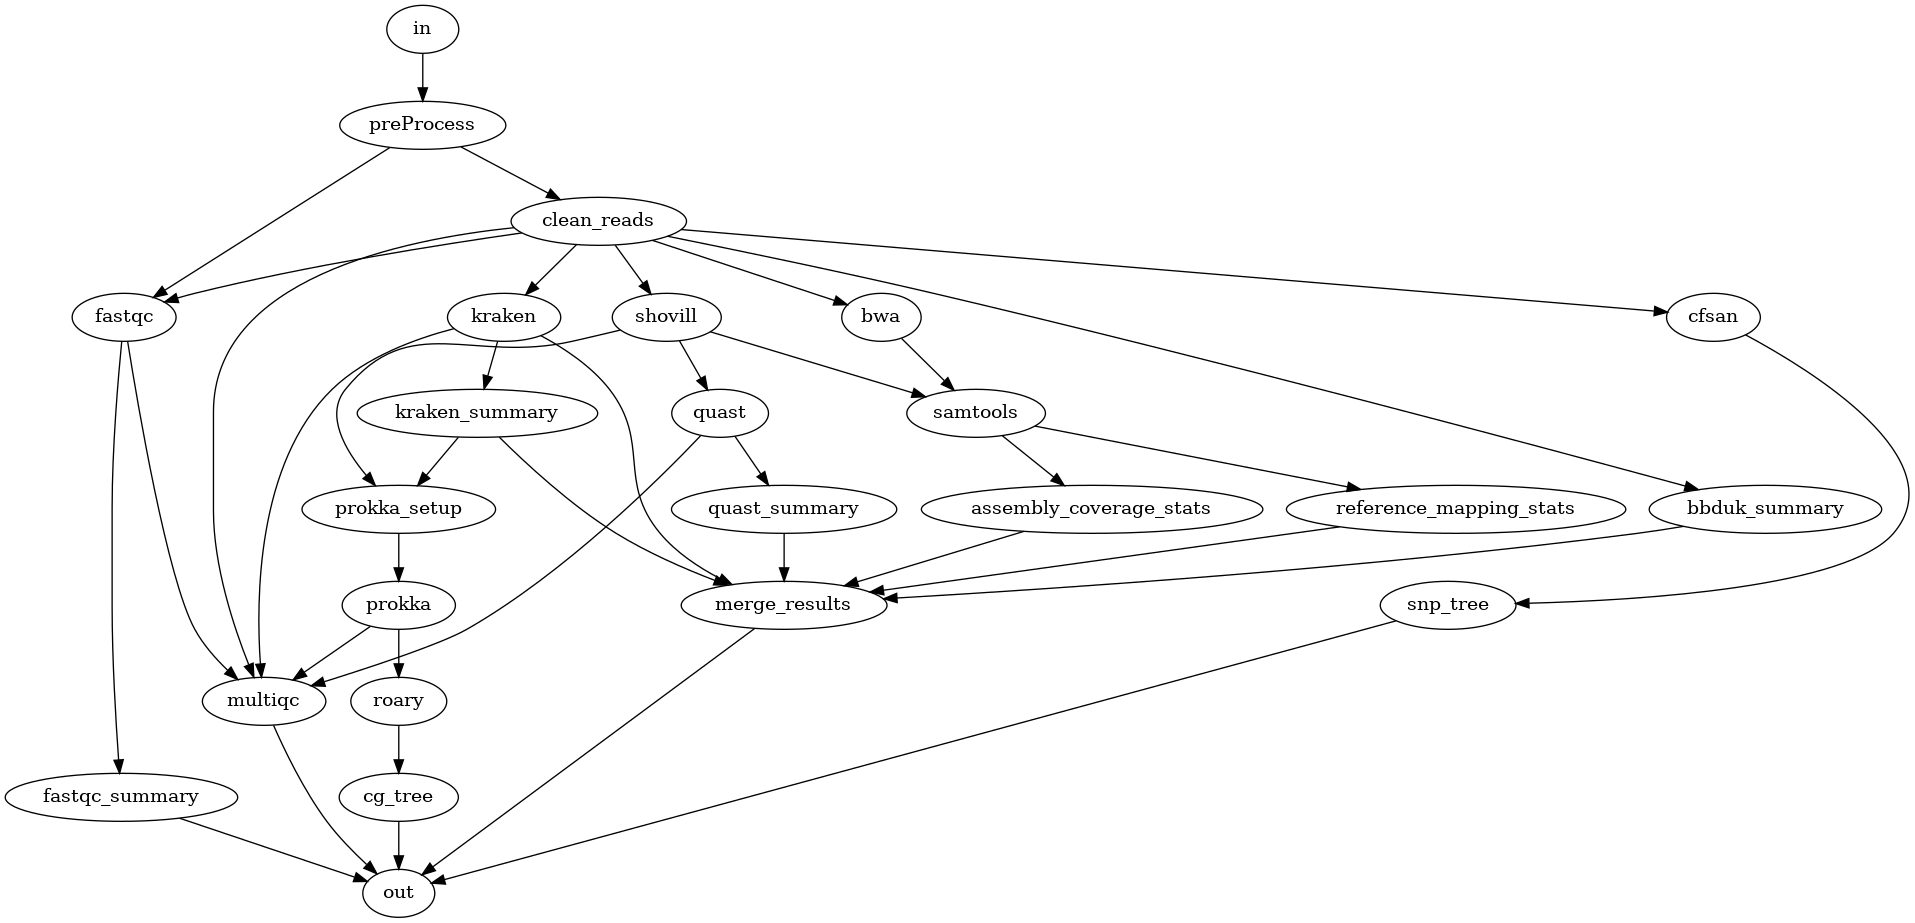 in
preProcess
clean_reads
fastqc
kraken
shovill
bwa
cfsan
kraken_summary
quast
samtools
prokka_setup
quast_summary
assembly_coverage_stats
reference_mapping_stats
bbduk_summary
prokka
merge_results
snp_tree
multiqc
roary
fastqc_summary
cg_tree
out